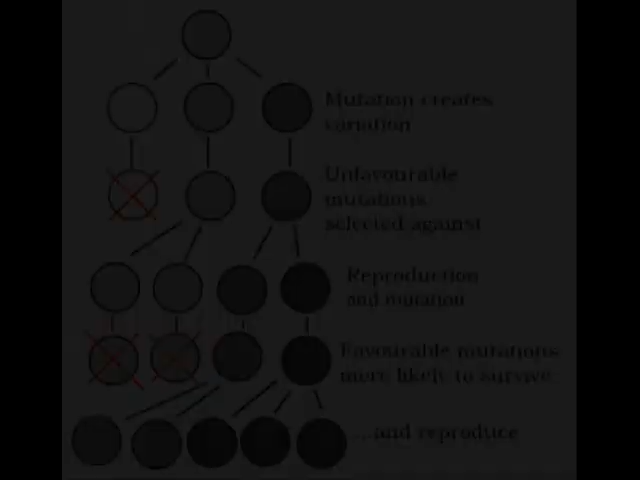 Mutation creates
variation
Unfavourable
mutations
selected against
Reproduction
and mutation
Favourable mutations
more likely to survive
...and reproduce